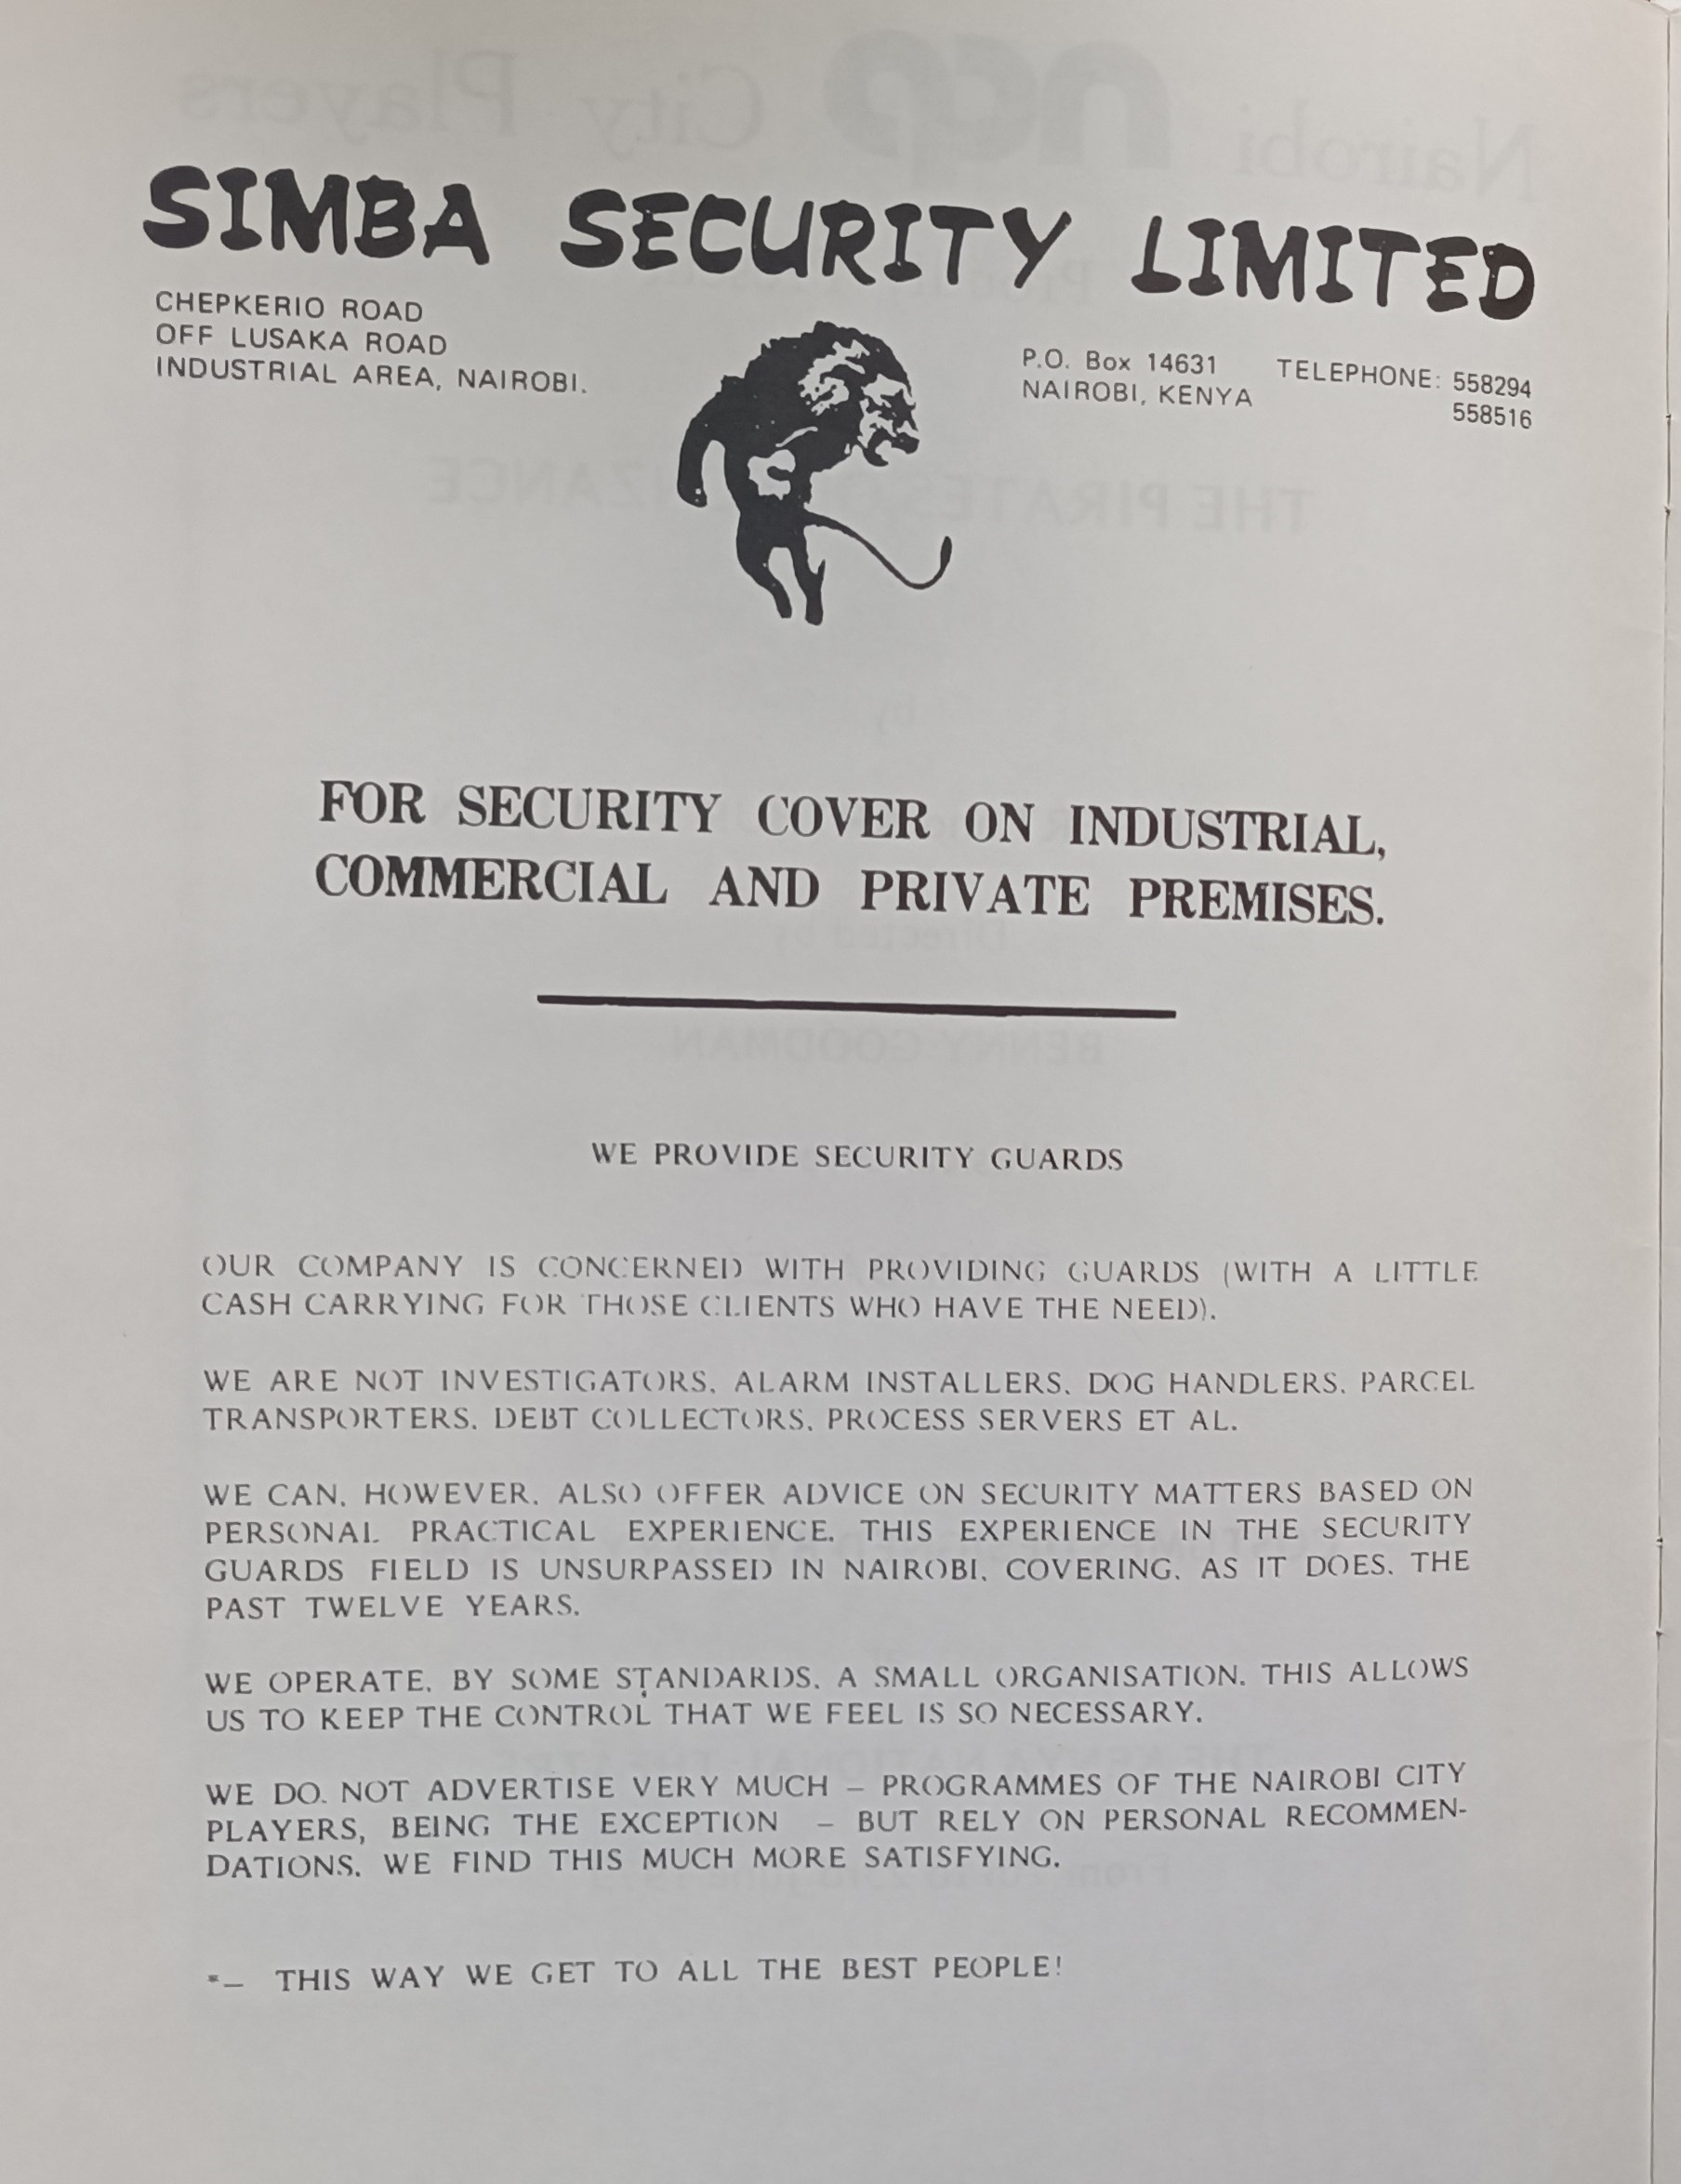 SIMBA SECURITY LIMITED
CHEPKERIO ROAD
OFF LUSAKA ROAD
INDUSTRIAL AREA, NAIROBI.
P.O. Box 14631
NAIROBI, KENYA
TELEPHONE: 558294
558516
FOR SECURITY COVER ON INDUSTRIAL,
COMMERCIAL AND PRIVATE PREMISES.
WE PROVIDE SECURITY GUARDS
OUR COMPANY IS CONCERNED WITH PROVIDING GUARDS (WITH A LITTLE
CASH CARRYING FOR THOSE CLIENTS WHO HAVE THE NEED).
WE ARE NOT INVESTIGATORS, ALARM INSTALLERS, DOG HANDLERS, PARCEL
TRANSPORTERS, DEBT COLLECTORS, PROCESS SERVERS ET AL.
WE CAN, HOWEVER, ALSO OFFER ADVICE ON SECURITY MATTERS BASED ON
PERSONAL PRACTICAL EXPERIENCE. THIS EXPERIENCE IN THE SECURITY
GUARDS FIELD IS UNSURPASSED IN NAIROBI, COVERING, AS IT DOES, THE
PAST TWELVE YEARS.
WE OPERATE, BY SOME STANDARDS, A SMALL ORGANISATION. THIS ALLOWS
US TO KEEP THE CONTROL THAT WE FEEL IS SO NECESSARY.
WE DO NOT ADVERTISE VERY MUCH – PROGRAMMES OF THE NAIROBI CITY
PLAYERS, BEING THE EXCEPTION – BUT RELY ON PERSONAL RECOMMEN-
DATIONS. WE FIND THIS MUCH MORE SATISFYING.
*– THIS WAY WE GET TO ALL THE BEST PEOPLE!